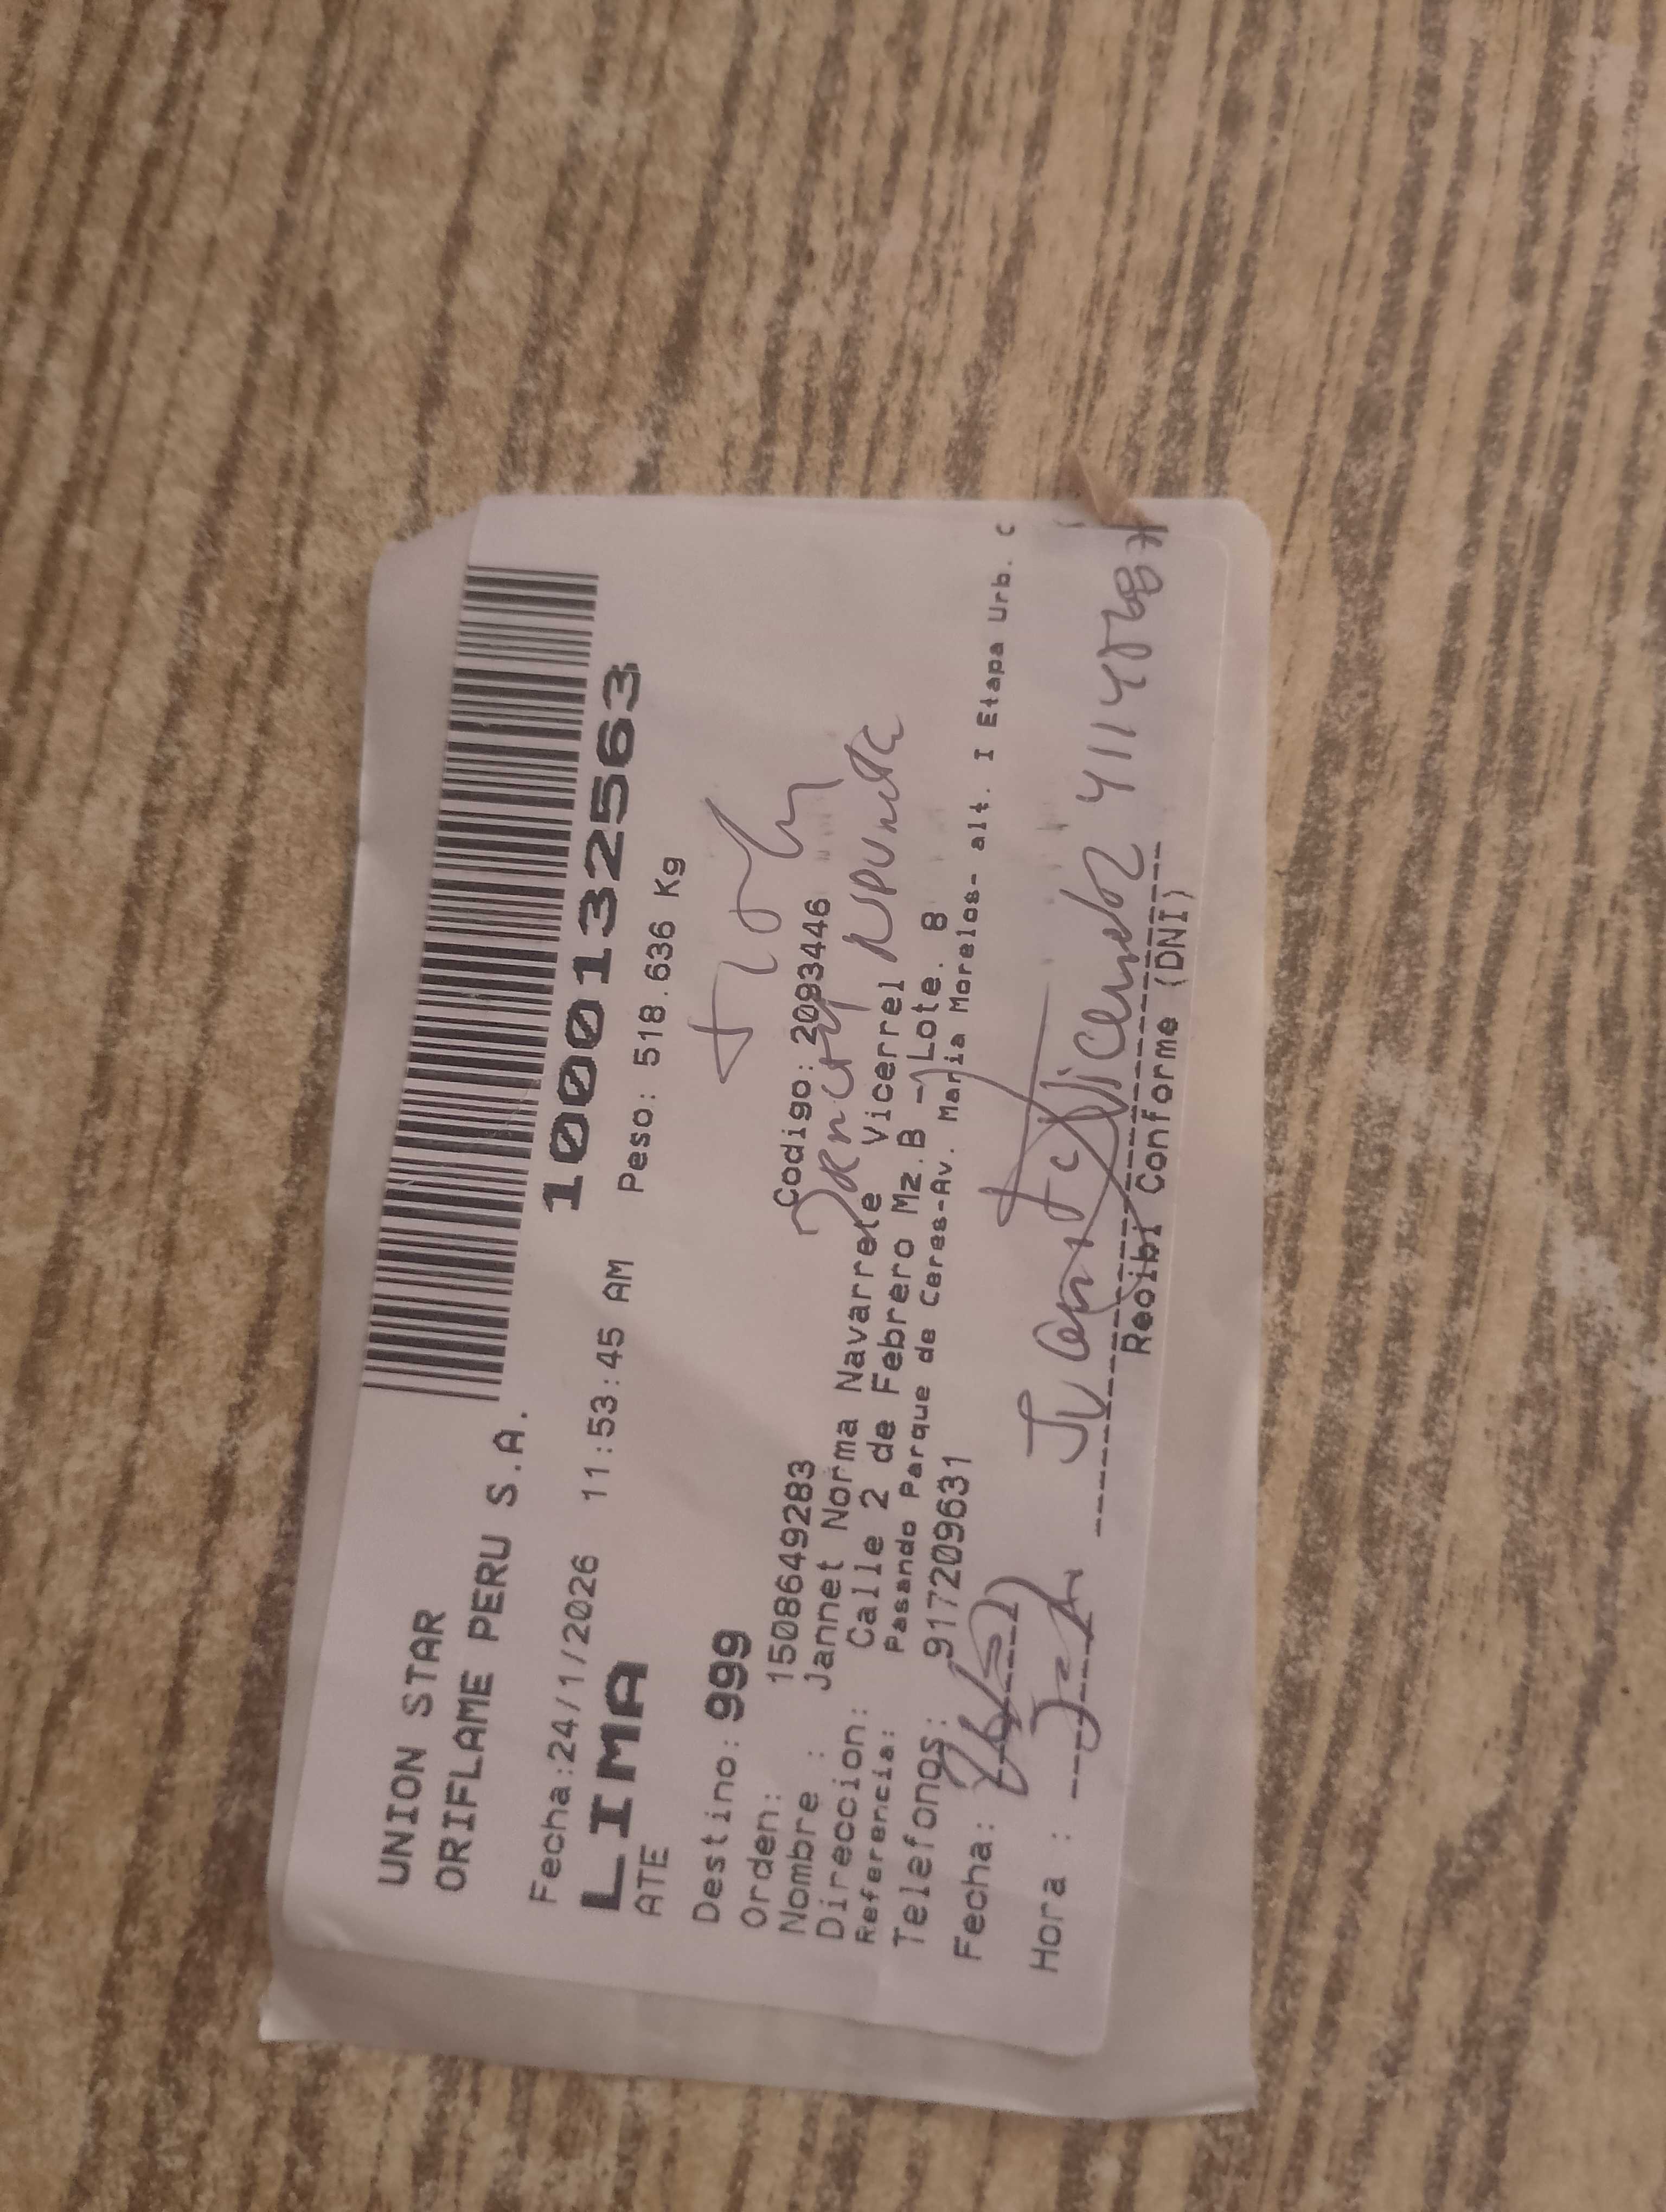 UNION STAR
ORIFLAME PERU S.A.
1000132563
Fecha:24/1/2026 11:53:45 AM Peso: 518.636 Kg
LIMA
ATE
Destino: 999
Orden: 1508649283 Codigo: 2093446
Nombre : Jannet Norma Navarrete Vicerrel
Direccion: Calle 2 de Febrero Mz.B - Lote. 8
Referencia: Pasando Parque de Ceres-Av. Maria Morelos- alt. I Etapa Urb. C
Telefonos: 917209631
Fecha:
Hora :
Recibi Conforme (DNI)